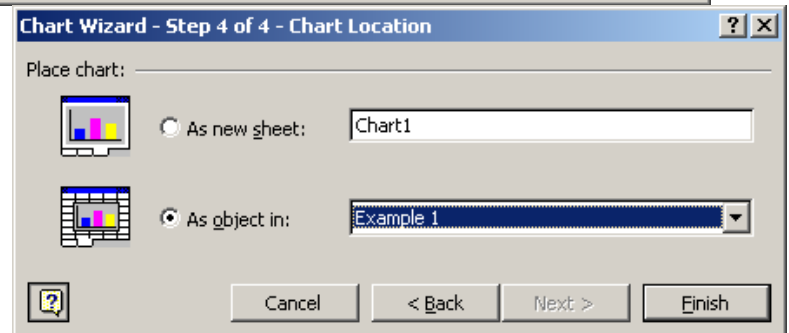 Chart Wizard - Step 4 of 4 - Chart Location
Place chart:
As new sheet: Chart1
As object in: Example 1
Cancel < Back Next > Finish